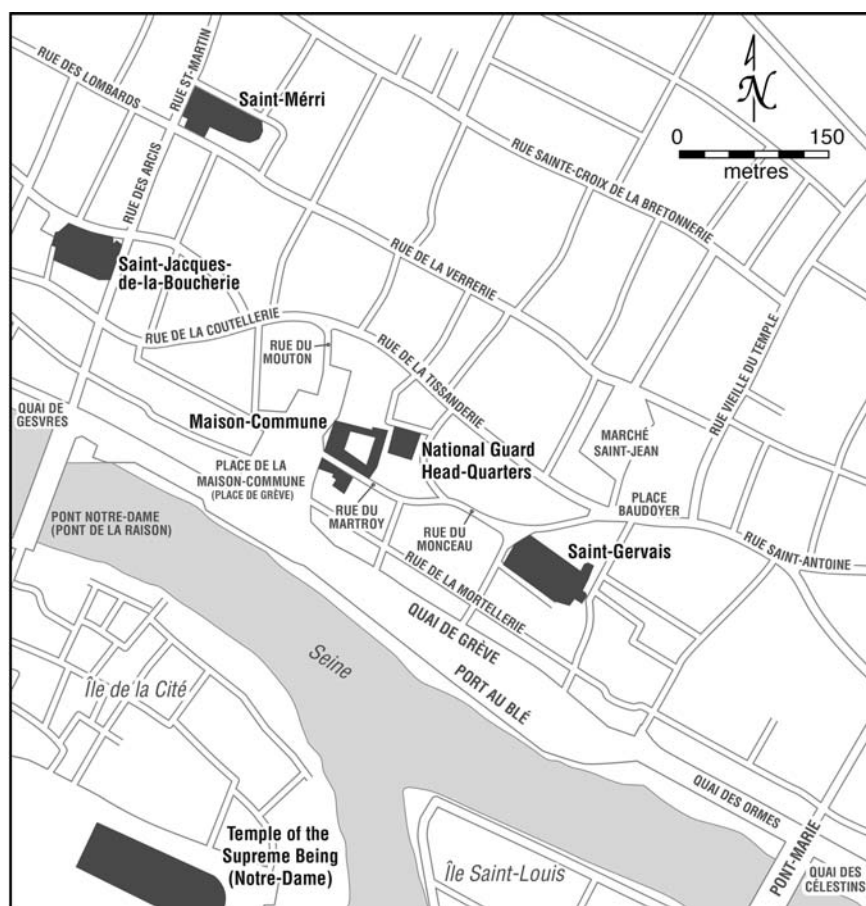 RUE DES LOMBARDS
RUE ST-MARTIN
Saint-Mérri
N
0 150
metres
RUE DES ARCIS
RUE SAINTE-CROIX DE LA BRETONNERIE
Saint-Jacques-
de-la-Boucherie
RUE DE LA VERRERIE
RUE DE LA COUTELLERIE
RUE DU
MOUTON
RUE DE LA TISSANDERIE
RUE VIEILLE DU TEMPLE
QUAI DE
GESVRES
Maison-Commune
National Guard
Head-Quarters
MARCHÉ
SAINT-JEAN
PLACE DE LA
MAISON-COMMUNE
(PLACE DE GRÈVE)
RUE DU
MARTROY
PLACE
BAUDOYER
PONT NOTRE-DAME
(PONT DE LA RAISON)
RUE DU
MONCEAU
Saint-Gervais
RUE SAINT-ANTOINE
RUE DE LA MORTELLERIE
QUAI DE GRÈVE
PORT AU BLÉ
Seine
Île de la Cité
QUAI DES ORMES
Temple of the
Supreme Being
(Notre-Dame)
Île Saint-Louis
PONT-MARIE
QUAI DES
CÉLESTINS